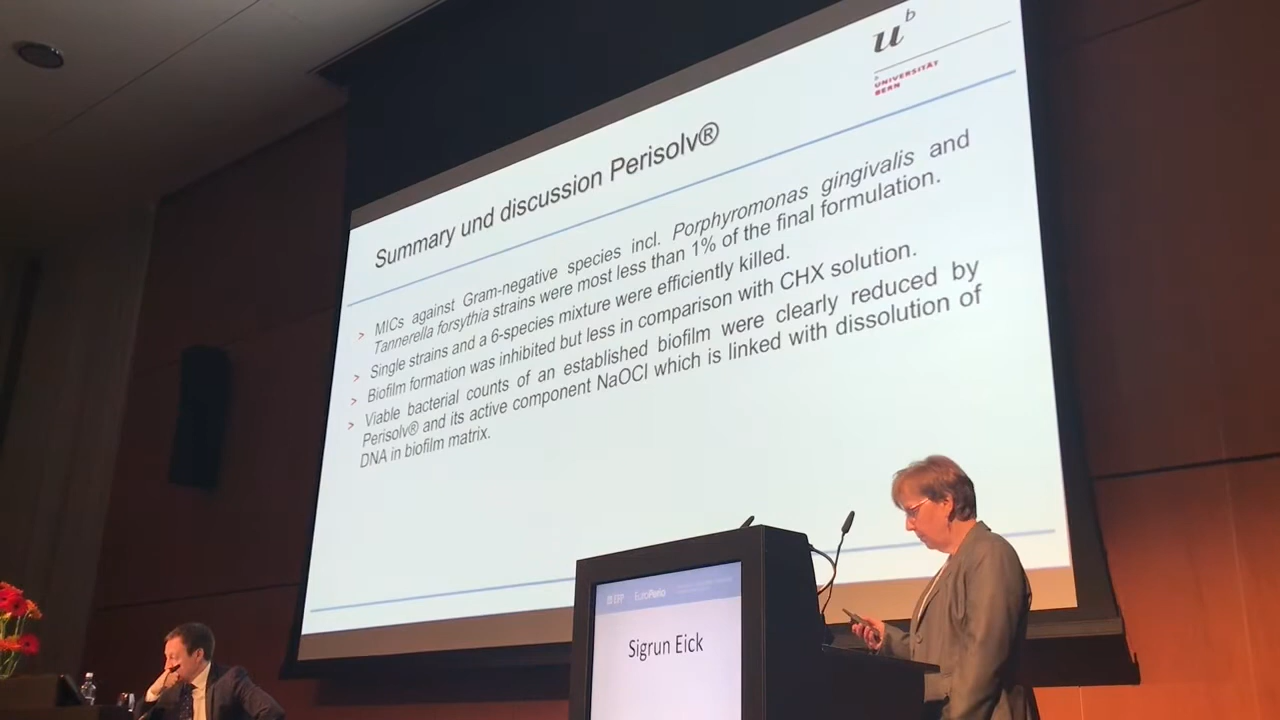 u
b
b
UNIVERSITÄT
BERN
Summary und discussion Perisolv®
MICs against Gram-negative species incl. Porphyromonas gingivalis and
Tannerella forsythia strains were most less than 1% of the final formulation.
Single strains and a 6-species mixture were efficiently killed.
Biofilm formation was inhibited but less in comparison with CHX solution.
Viable bacterial counts of an established biofilm were clearly reduced by
Perisolv® and its active component NaOCl which is linked with dissolution of
DNA in biofilm matrix.
EFP EuroPerio
Sigrun Eick